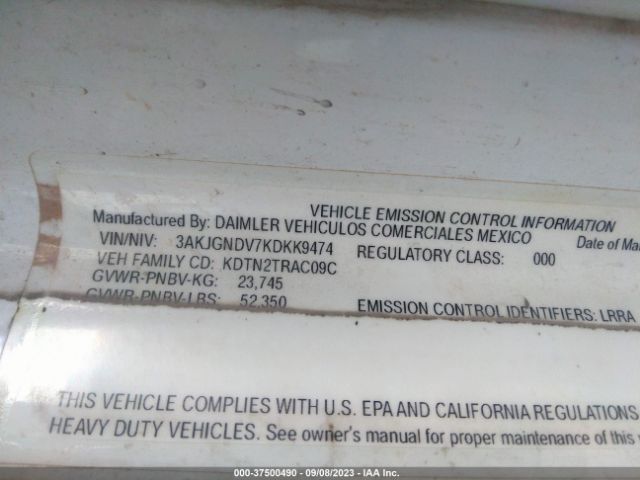 VEHICLE EMISSION CONTROL INFORMATION
Manufactured By: DAIMLER VEHICULOS COMERCIALES MEXICO Date of Ma
VIN/NIV: 3AKJGNDV7KDKK9474 REGULATORY CLASS: 000
VEH FAMILY CD: KDTN2TRAC09C
GVWR-PNBV-KG: 23,745
GVWR-PNBV-LBS: 52,350 EMISSION CONTROL IDENTIFIERS: LRRA
THIS VEHICLE COMPLIES WITH U.S. EPA AND CALIFORNIA REGULATIONS
HEAVY DUTY VEHICLES. See owner's manual for proper maintenance of this
000-37500490 - 09/08/2023 - IAA Inc.